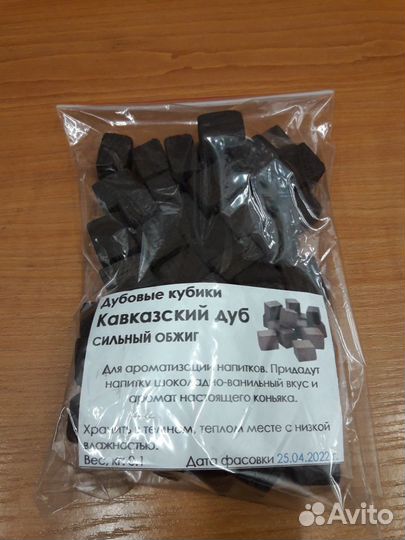 Дубовые кубики
Кавказский дуб
СИЛЬНЫЙ ОБЖИГ
Для ароматизации напитков. Придадут
напитку шоколадно-ванильный вкус и
аромат настоящего коньяка.
Хранить в темном, теплом месте с низкой
влажностью.
Вес, кг: 0,1 Дата фасовки 25.04.2022 г.
Avito